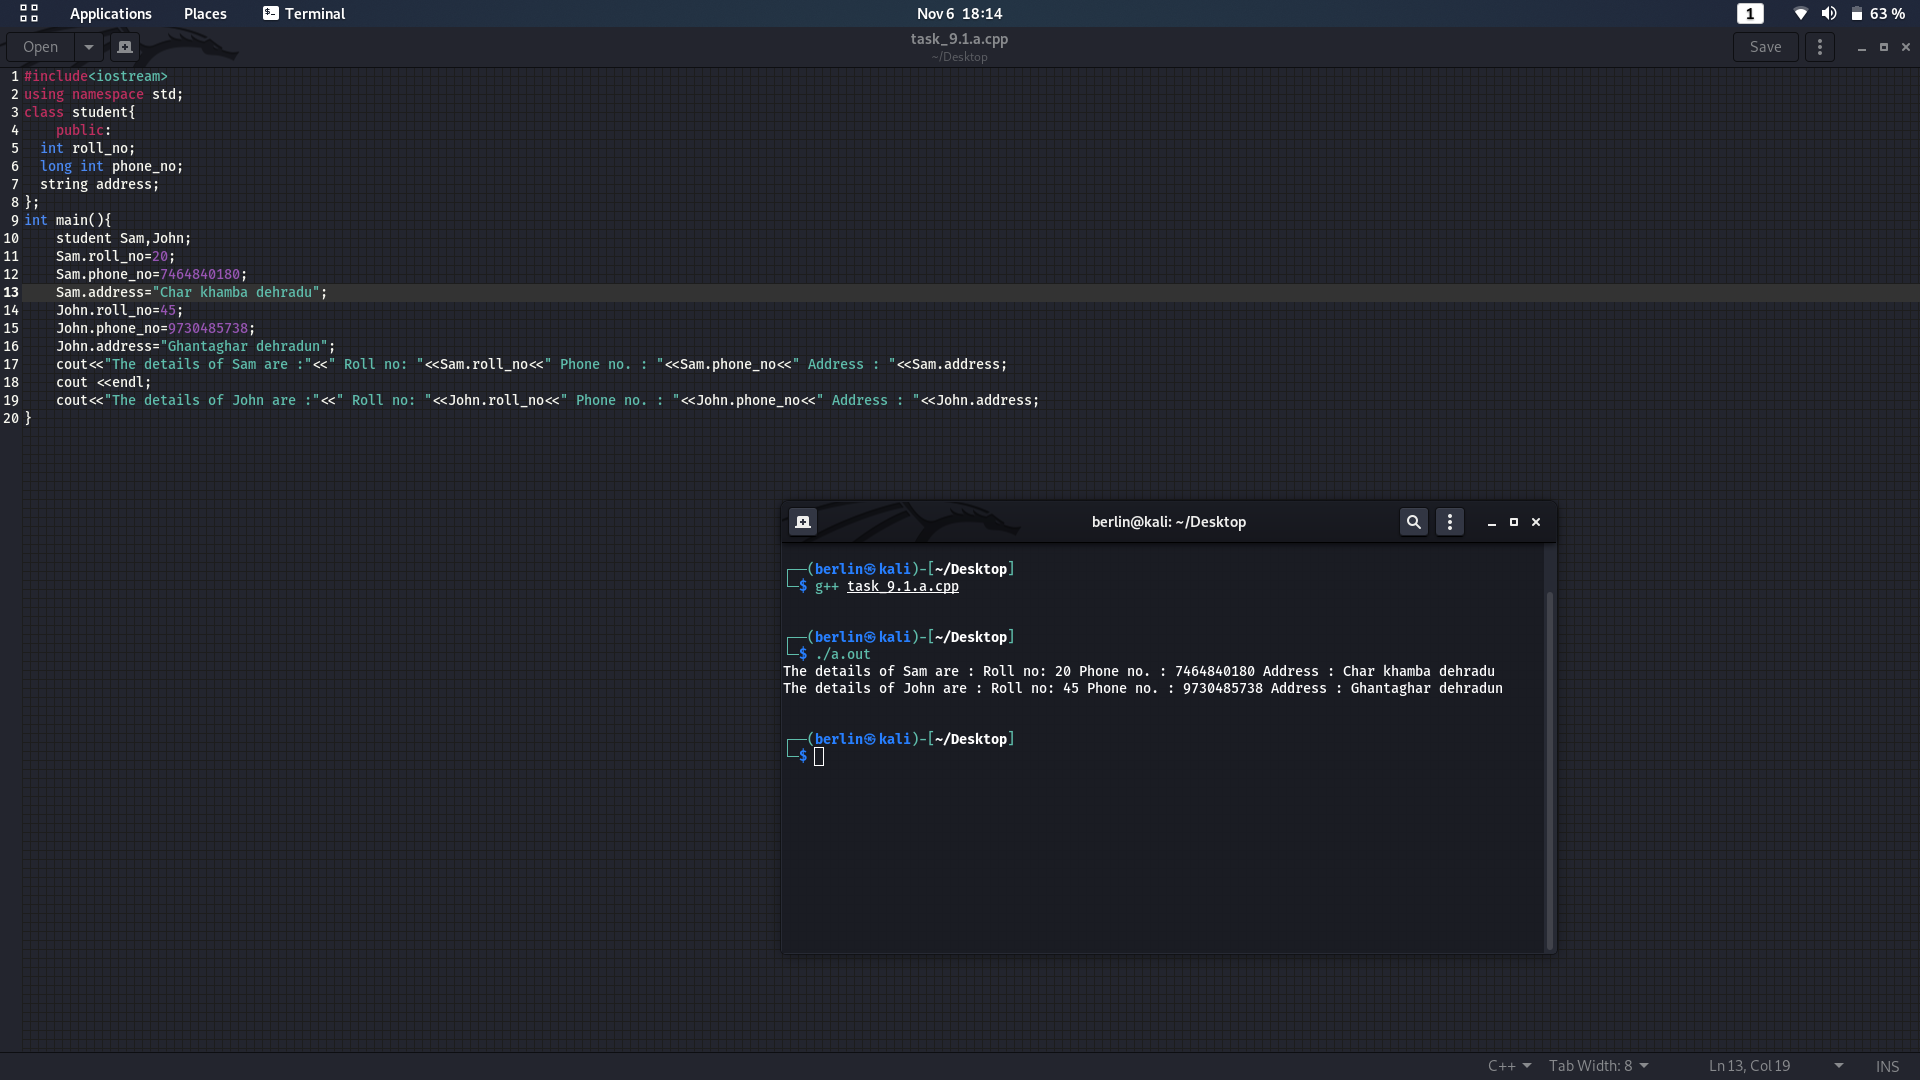 Applications Places Terminal Nov 6 18:14 1 63 %
Open task_9.1.a.cpp Save
~/Desktop
1 #include<iostream>
2 using namespace std;
3 class student{
4     public:
5   int roll_no;
6   long int phone_no;
7   string address;
8 };
9 int main(){
10     student Sam,John;
11     Sam.roll_no=20;
12     Sam.phone_no=7464840180;
13     Sam.address="Char khamba dehradu";
14     John.roll_no=45;
15     John.phone_no=9730485738;
16     John.address="Ghantaghar dehradun";
17     cout<<"The details of Sam are :"<<" Roll no: "<<Sam.roll_no<<" Phone no. : "<<Sam.phone_no<<" Address : "<<Sam.address;
18     cout <<endl;
19     cout<<"The details of John are :"<<" Roll no: "<<John.roll_no<<" Phone no. : "<<John.phone_no<<" Address : "<<John.address;
20 }
berlin@kali: ~/Desktop
┌──(berlin㉿kali)-[~/Desktop]
└─$ g++ task_9.1.a.cpp
┌──(berlin㉿kali)-[~/Desktop]
└─$ ./a.out
The details of Sam are : Roll no: 20 Phone no. : 7464840180 Address : Char khamba dehradu
The details of John are : Roll no: 45 Phone no. : 9730485738 Address : Ghantaghar dehradun
┌──(berlin㉿kali)-[~/Desktop]
└─$
C++ Tab Width: 8 Ln 13, Col 19 INS